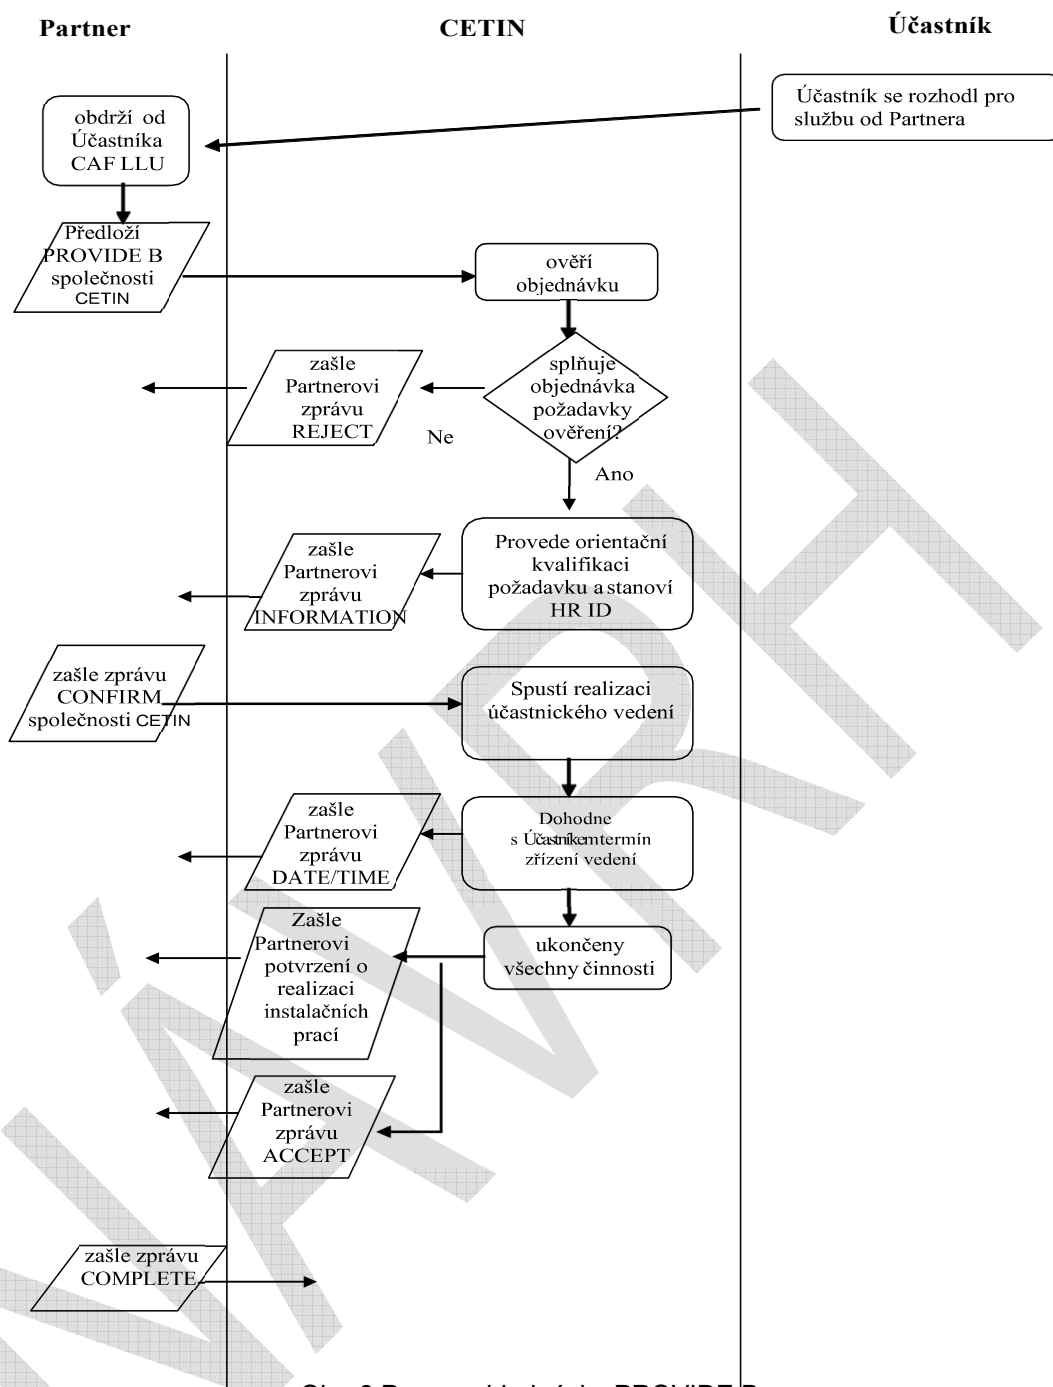 Partner
CETIN
Účastník
Účastník se rozhodl pro
službu od Partnera
obdrží od
Účastníka
CAF LLU
Předloží
PROVIDE B
společnosti
CETIN
ověří
objednávku
zašle
Partnerovi
zprávu
REJECT
splňuje
objednávka
požadavky
ověření?
Ne
Ano
zašle
Partnerovi
zprávu
INFORMATION
Provede orientační
kvalifikaci
požadavku a stanoví
HR ID
zašle zprávu
CONFIRM
společnosti CETIN
Spustí realizaci
účastnického vedení
zašle
Partnerovi
zprávu
DATE/TIME
Dohodne
s Účastníkem termín
zřízení vedení
Zašle
Partnerovi
potvrzení o
realizaci
instalačních
prací
ukončeny
všechny činnosti
zašle
Partnerovi
zprávu
ACCEPT
zašle zprávu
COMPLETE
NÁVRH